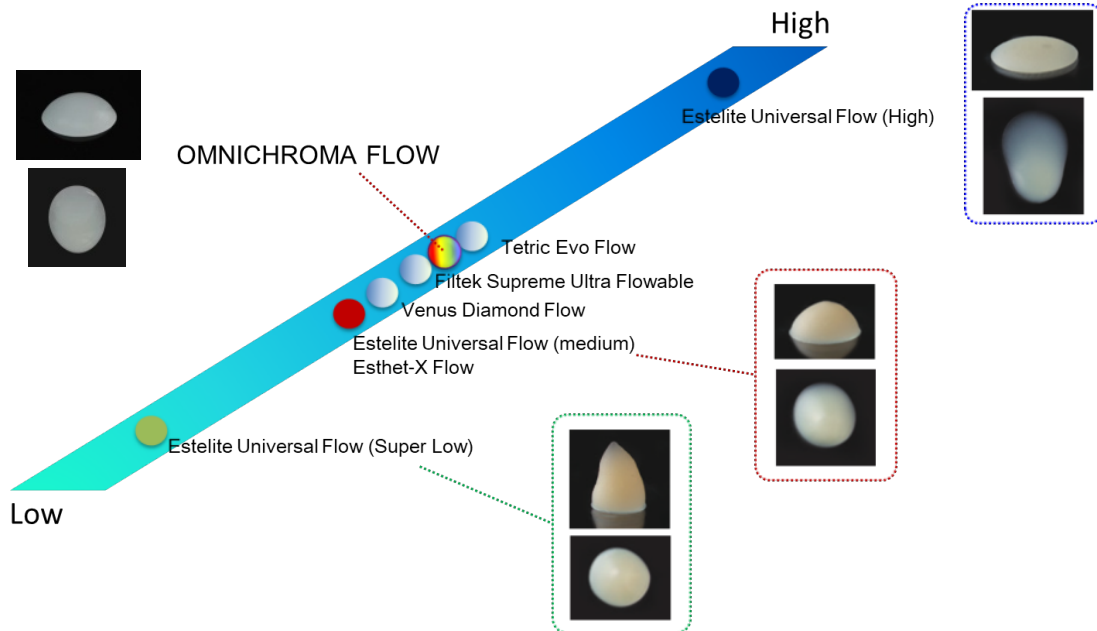 High
Estelite Universal Flow (High)
OMNICHROMA FLOW
Tetric Evo Flow
Filtek Supreme Ultra Flowable
Venus Diamond Flow
Estelite Universal Flow (medium)
Esthet-X Flow
Estelite Universal Flow (Super Low)
Low